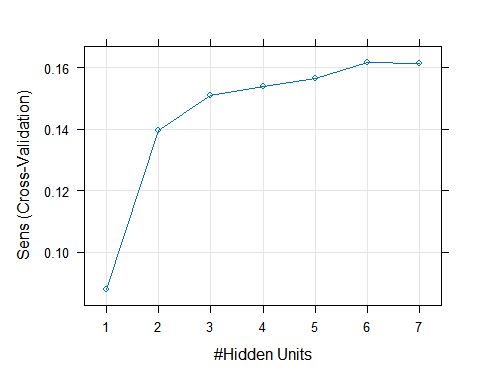 0.16
0.14
0.12
0.10
Sens (Cross-Validation)
1 2 3 4 5 6 7
#Hidden Units